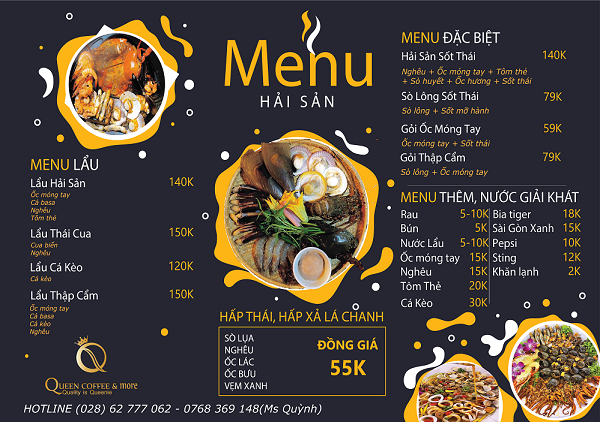 Menu
HẢI SẢN
MENU LẨU
Lẩu Hải Sản 140K
Ốc móng tay
Cá basa
Nghêu
Tôm thẻ
Lẩu Thái Cua 150K
Cua biển
Nghêu
Lẩu Cá Kèo 120K
Cá kèo
Lẩu Thập Cẩm 150K
Ốc móng tay
Cá basa
Cá kèo
Nghêu
QUEEN COFFEE & more
Quality is Queenie
HẤP THÁI, HẤP XẢ LÁ CHANH
SÒ LỤA
NGHÊU
ỐC LÁC
ỐC BƯU
VẸM XANH
ĐỒNG GIÁ
55K
MENU ĐẶC BIỆT
Hải Sản Sốt Thái 140K
Nghêu + Ốc móng tay + Tôm thẻ
+ Sò huyết + Ốc hương + Sốt thái
Sò Lông Sốt Thái 79K
Sò lông + Sốt mỡ hành
Gỏi Ốc Móng Tay 59K
Ốc móng tay + Sốt thái
Gỏi Thập Cẩm 79K
Sò lông + Ốc móng tay
MENU THÊM, NƯỚC GIẢI KHÁT
Rau 5-10K
Bún 5K
Nước Lẩu 5-10K
Ốc móng tay 15K
Nghêu 15K
Tôm Thẻ 20K
Cá Kèo 30K
Bia tiger 18K
Sài Gòn Xanh 15K
Pepsi 10K
Sting 12K
Khăn lạnh 2K
HOTLINE (028) 62 777 062 - 0768 369 148(Ms Quỳnh)